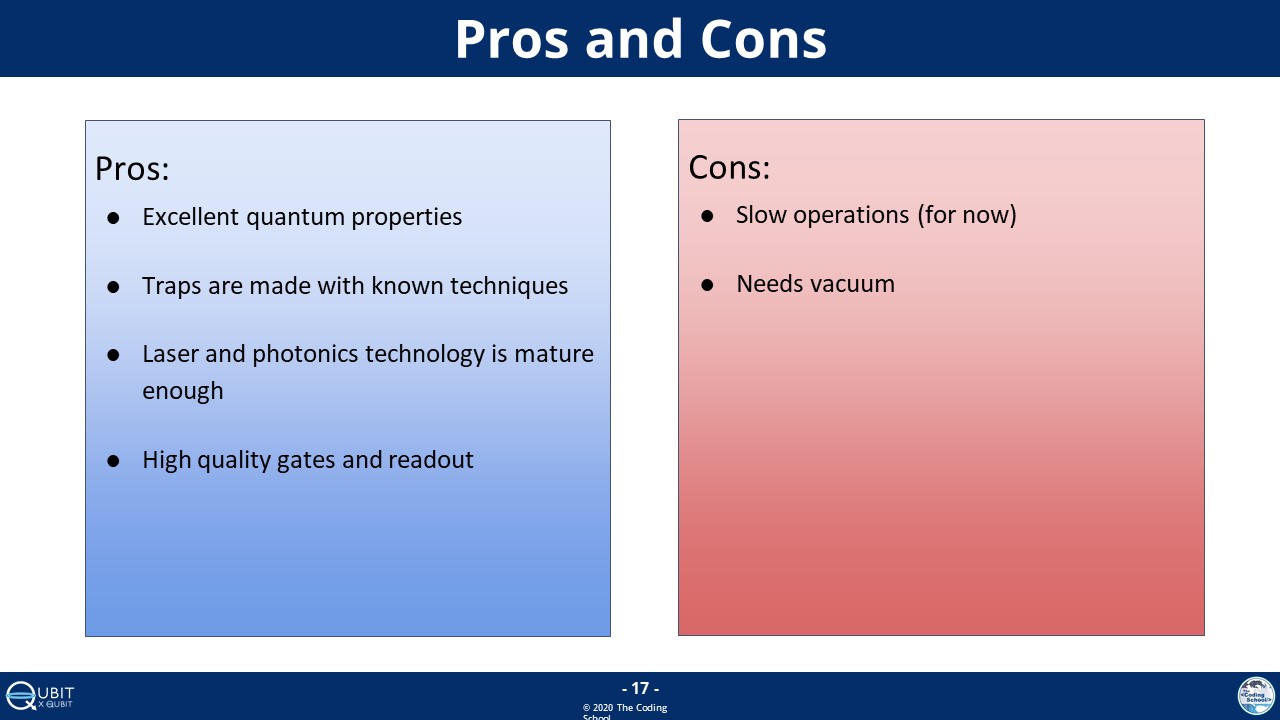 Pros and Cons
Pros:
● Excellent quantum properties
● Traps are made with known techniques
● Laser and photonics technology is mature
enough
● High quality gates and readout
Cons:
● Slow operations (for now)
● Needs vacuum
QUBIT
X QUBIT
- 17 -
© 2020 The Coding
School
The
<Coding
School>